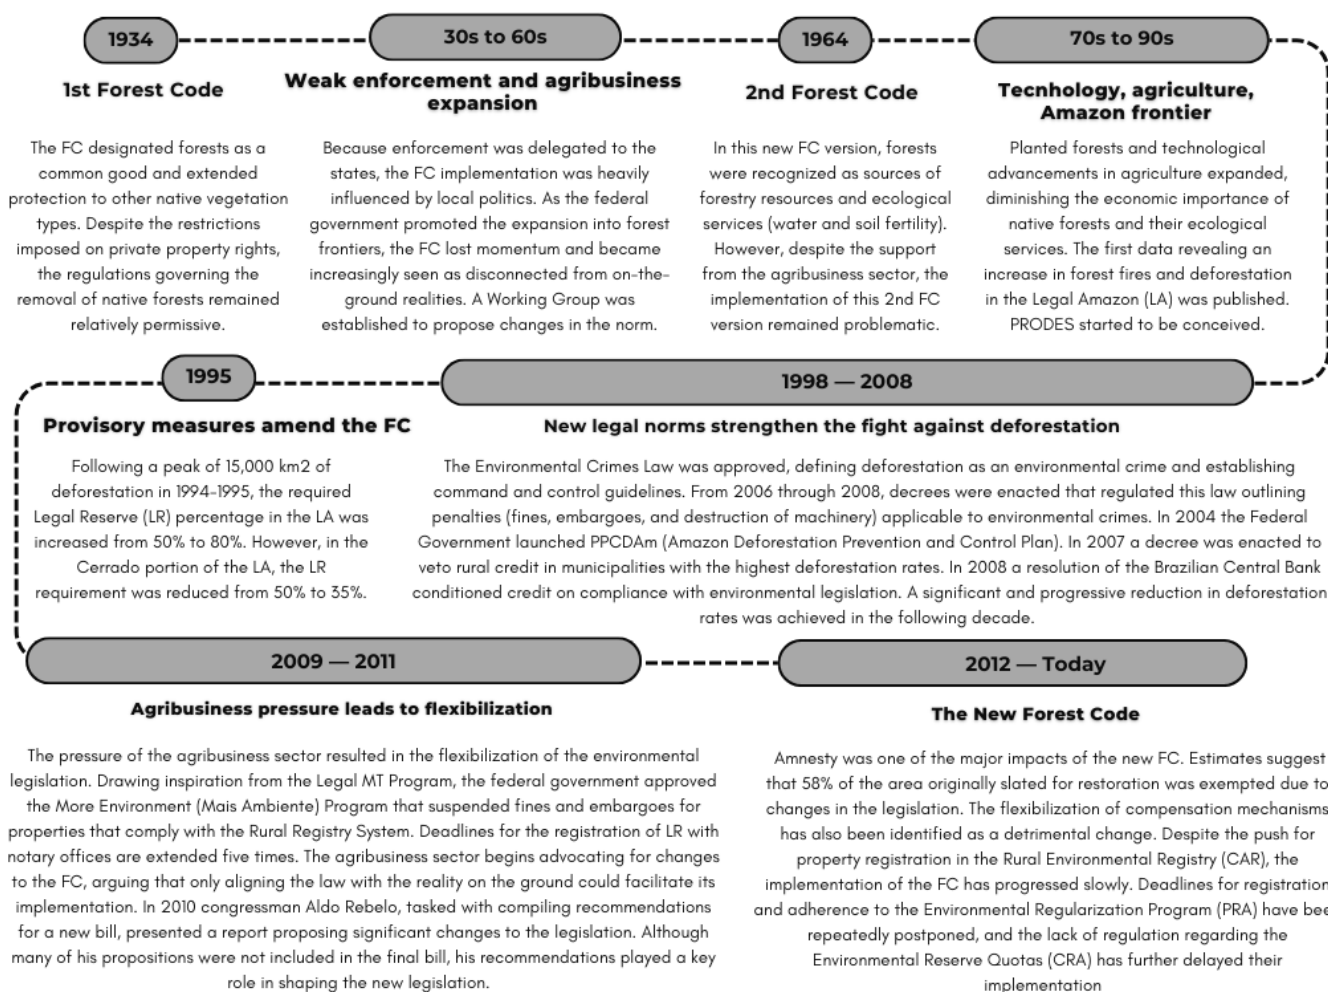 1934
1st Forest Code
The FC designated forests as a
common good and extended
protection to other native vegetation
types. Despite the restrictions
imposed on private property rights,
the regulations governing the
removal of native forests remained
relatively permissive.
30s to 60s
Weak enforcement and agribusiness
expansion
Because enforcement was delegated to the
states, the FC implementation was heavily
influenced by local politics. As the federal
government promoted the expansion into forest
frontiers, the FC lost momentum and became
increasingly seen as disconnected from on-the-
ground realities. A Working Group was
established to propose changes in the norm.
1964
2nd Forest Code
In this new FC version, forests
were recognized as sources of
forestry resources and ecological
services (water and soil fertility).
However, despite the support
from the agribusiness sector, the
implementation of this 2nd FC
version remained problematic.
70s to 90s
Tecnhology, agriculture,
Amazon frontier
Planted forests and technological
advancements in agriculture expanded,
diminishing the economic importance of
native forests and their ecological
services. The first data revealing an
increase in forest fires and deforestation
in the Legal Amazon (LA) was published.
PRODES started to be conceived.
1995
Provisory measures amend the FC
Following a peak of 15,000 km2 of
deforestation in 1994-1995, the required
Legal Reserve (LR) percentage in the LA was
increased from 50% to 80%. However, in the
Cerrado portion of the LA, the LR
requirement was reduced from 50% to 35%.
1998 — 2008
New legal norms strengthen the fight against deforestation
The Environmental Crimes Law was approved, defining deforestation as an environmental crime and establishing
command and control guidelines. From 2006 through 2008, decrees were enacted that regulated this law outlining
penalties (fines, embargoes, and destruction of machinery) applicable to environmental crimes. In 2004 the Federal
Government launched PPCDAm (Amazon Deforestation Prevention and Control Plan). In 2007 a decree was enacted to
veto rural credit in municipalities with the highest deforestation rates. In 2008 a resolution of the Brazilian Central Bank
conditioned credit on compliance with environmental legislation. A significant and progressive reduction in deforestation
rates was achieved in the following decade.
2009 — 2011
Agribusiness pressure leads to flexibilization
The pressure of the agribusiness sector resulted in the flexibilization of the environmental
legislation. Drawing inspiration from the Legal MT Program, the federal government approved
the More Environment (Mais Ambiente) Program that suspended fines and embargoes for
properties that comply with the Rural Registry System. Deadlines for the registration of LR with
notary offices are extended five times. The agribusiness sector begins advocating for changes
to the FC, arguing that only aligning the law with the reality on the ground could facilitate its
implementation. In 2010 congressman Aldo Rebelo, tasked with compiling recommendations
for a new bill, presented a report proposing significant changes to the legislation. Although
many of his propositions were not included in the final bill, his recommendations played a key
role in shaping the new legislation.
2012 — Today
The New Forest Code
Amnesty was one of the major impacts of the new FC. Estimates suggest
that 58% of the area originally slated for restoration was exempted due to
changes in the legislation. The flexibilization of compensation mechanisms
has also been identified as a detrimental change. Despite the push for
property registration in the Rural Environmental Registry (CAR), the
implementation of the FC has progressed slowly. Deadlines for registration
and adherence to the Environmental Regularization Program (PRA) have bee
repeatedly postponed, and the lack of regulation regarding the
Environmental Reserve Quotas (CRA) has further delayed their
implementation